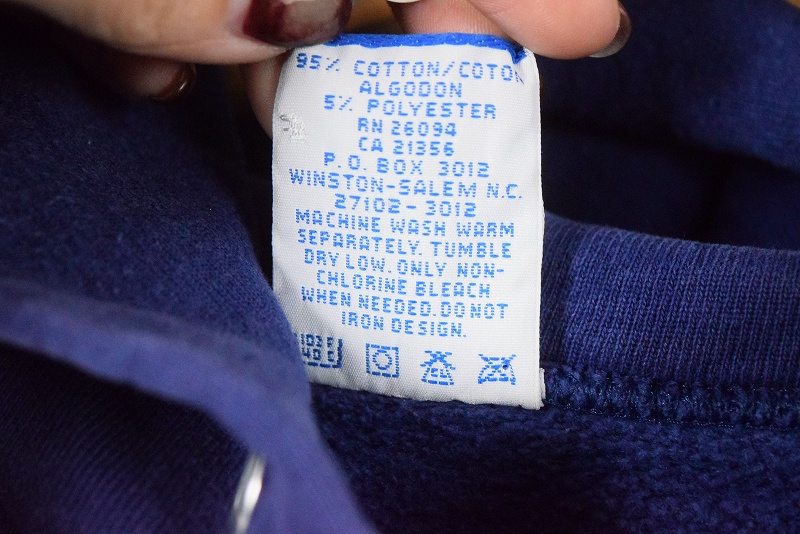 95% COTTON/COTON
ALGODON
5% POLYESTER
RN 26094
CA 21356
P.O. BOX 3012
WINSTON-SALEM N.C.
27102-3012
MACHINE WASH WARM
SEPARATELY. TUMBLE
DRY LOW. ONLY NON-
CHLORINE BLEACH
WHEN NEEDED. DO NOT
IRON DESIGN.
CL